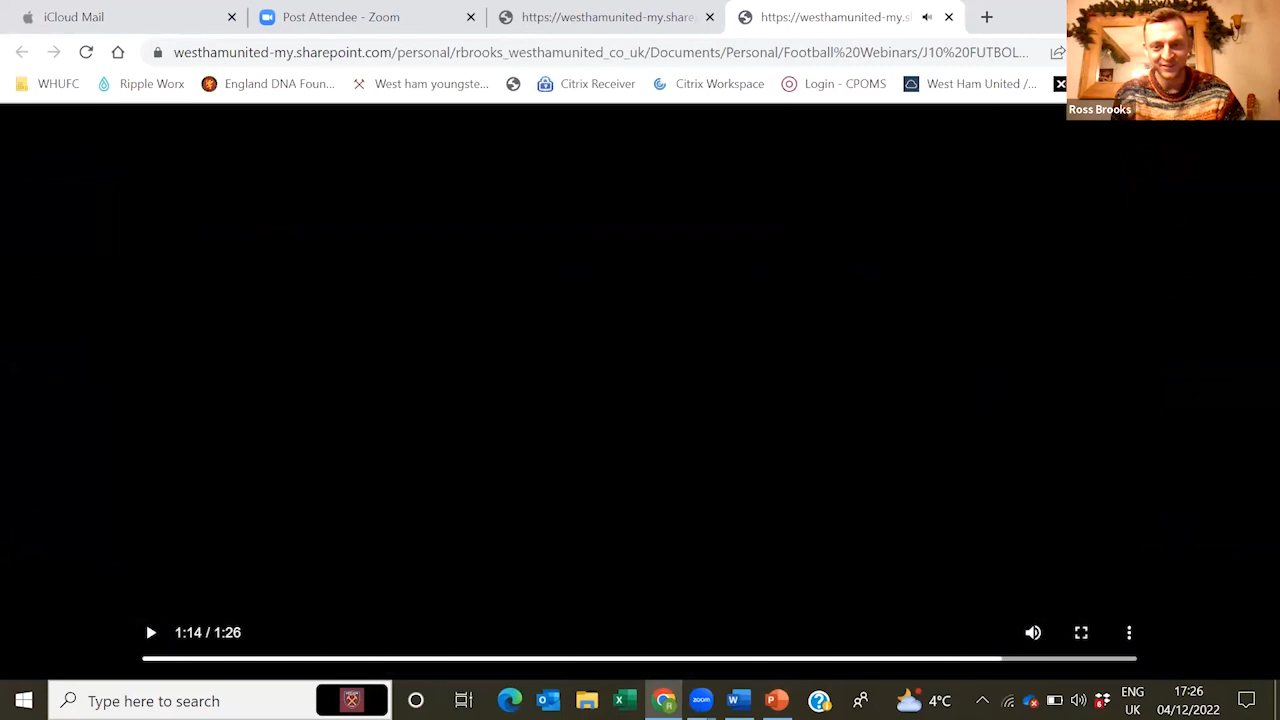 iCloud Mail
Post Attendee - Zoom
https://westhamunited-my.share
https://westhamunited-my.sl
westhamunited-my.sharepoint.com/personal/rbrooks_westhamunited_co_uk/Documents/Personal/Football%20Webinars/J10%20FUTBOL...
WHUFC
Ripple Worx
England DNA Foun...
West ham youngste...
Citrix Receiver
Citrix Workspace
Login - CPOMS
West Ham United /...
Ross Brooks
1:14 / 1:26
Type here to search
4°C
6
ENG
UK
17:26
04/12/2022